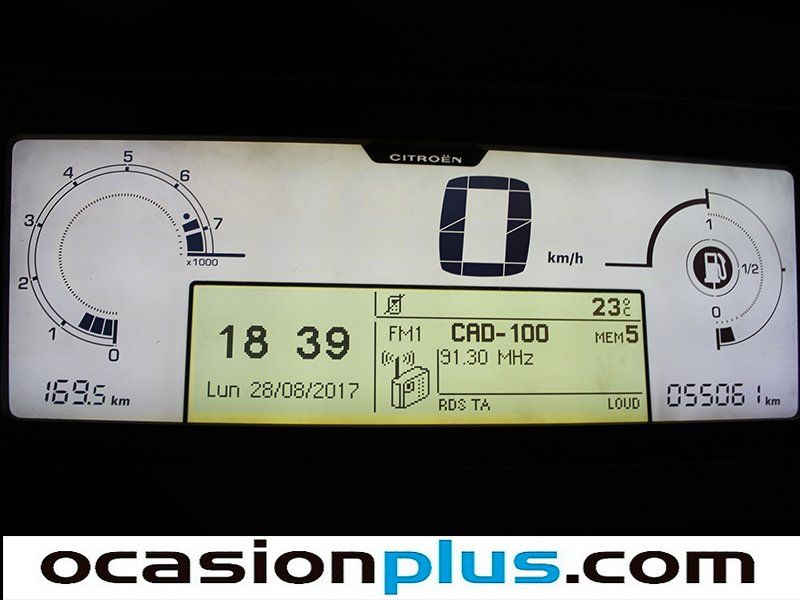 CITROËN
5
4
6
3
7
x1000
2
1
0
0
km/h
1
1/2
0
23°C
18 39
FM1 CAD-100 MEM5
91.30 MHz
Lun 28/08/2017
RDS TA LOUD
169.5 km
055061 km
ocasionplus.com